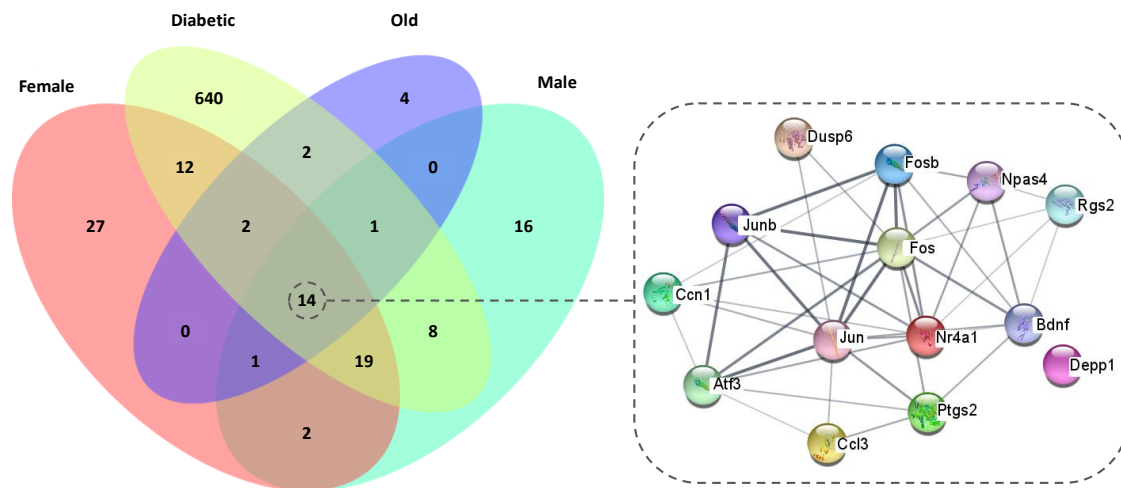 Diabetic
Old
Female
Male
640
4
2
12
0
27
2
1
16
14
0
8
1
19
2
Dusp6
Fosb
Npas4
Rgs2
Junb
Fos
Ccn1
Bdnf
Jun
Nr4a1
Depp1
Atf3
Ptgs2
Ccl3